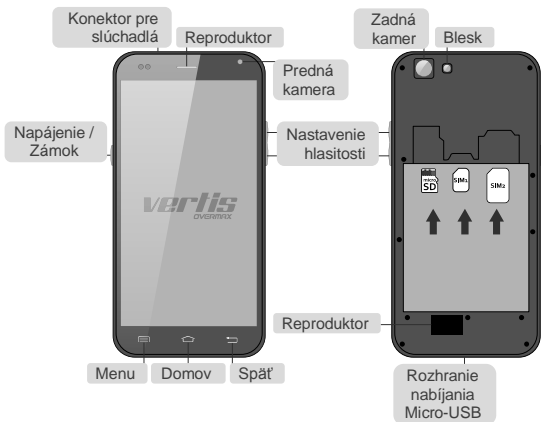 Konektor pre
slúchadlá
Reproduktor
Predná
kamera
Napájenie /
Zámok
Nastavenie
hlasitosti
vertis
OVERMAX
Menu
Domov
Späť
Zadná
kamer
Blesk
micro
SD
SIM1
SIM2
Reproduktor
Rozhranie
nabíjania
Micro-USB